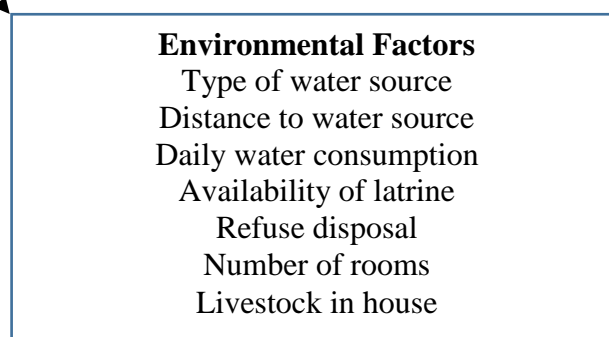 Environmental Factors
Type of water source
Distance to water source
Daily water consumption
Availability of latrine
Refuse disposal
Number of rooms
Livestock in house